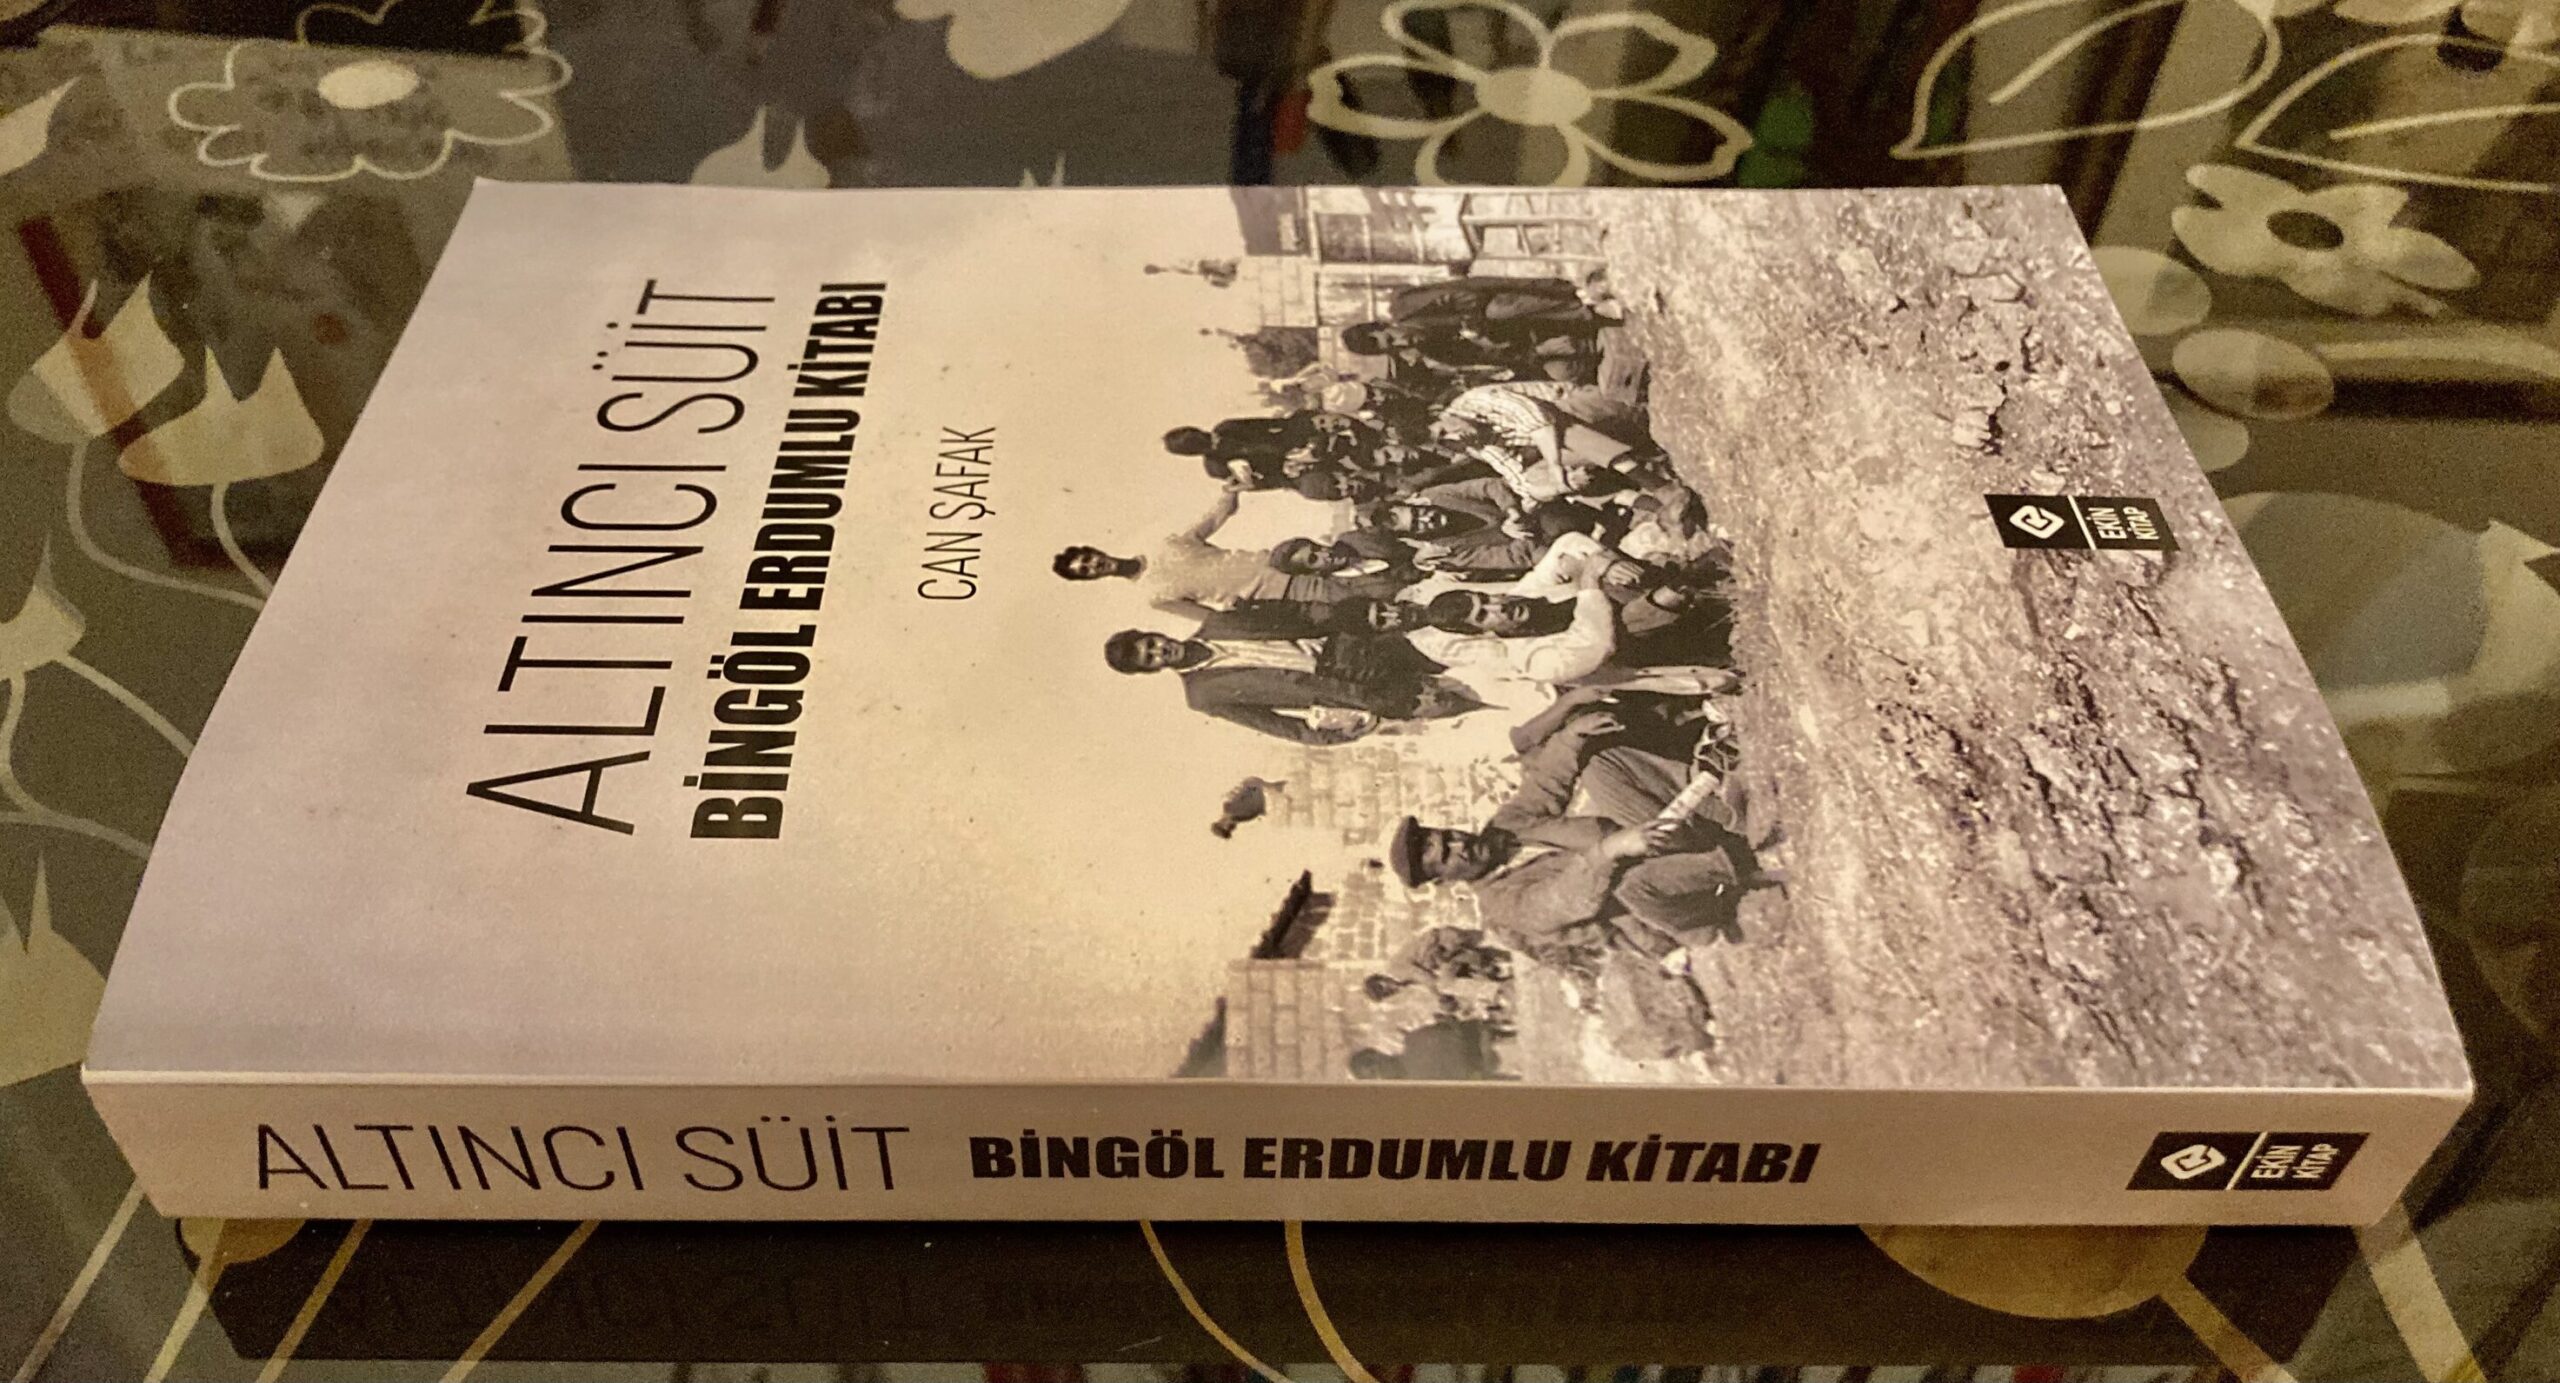 ALTINCI SÜİT
BİNGÖL ERDUMLU KİTABI
CAN ŞAFAK
EKİN
KİTAP
ALTINCI SÜİT BİNGÖL ERDUMLU KİTABI
EKİN
KİTAP